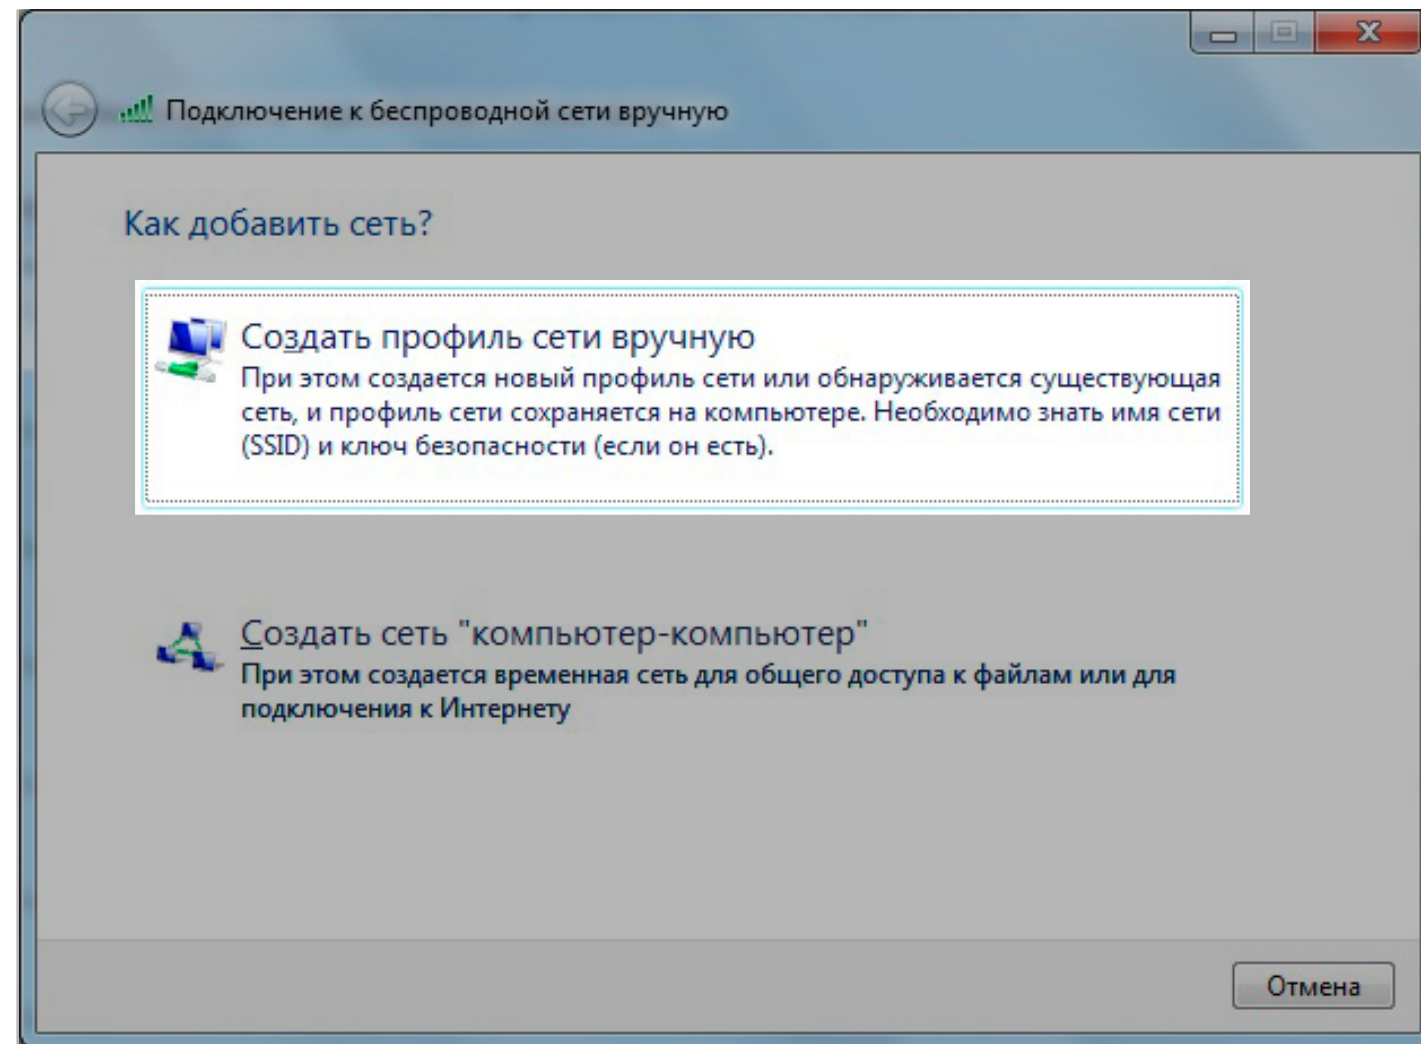 Подключение к беспроводной сети вручную
Как добавить сеть?
Создать профиль сети вручную
При этом создается новый профиль сети или обнаруживается существующая
сеть, и профиль сети сохраняется на компьютере. Необходимо знать имя сети
(SSID) и ключ безопасности (если он есть).
Создать сеть "компьютер-компьютер"
При этом создается временная сеть для общего доступа к файлам или для
подключения к Интернету
Отмена